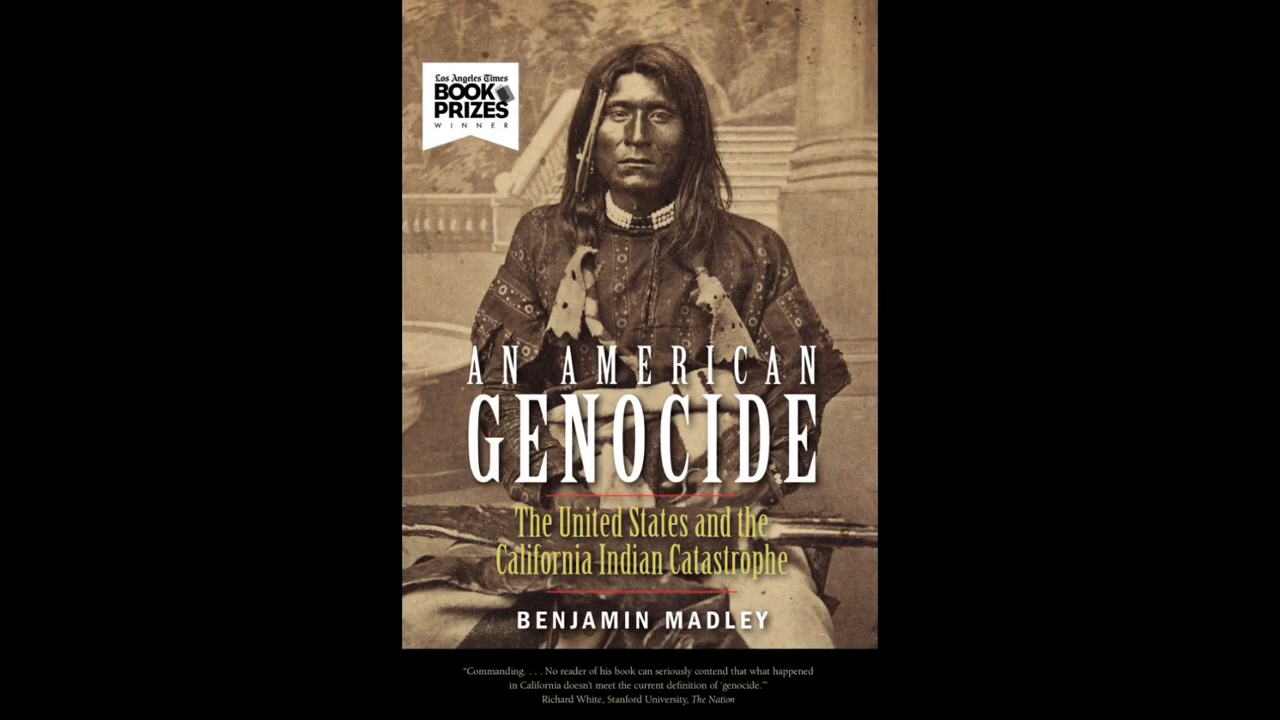 Los Angeles Times
BOOK
PRIZES
WINNER
AN AMERICAN
GENOCIDE
The United States and the
California Indian Catastrophe
BENJAMIN MADLEY
“Commanding. . . . No reader of his book can seriously contend that what happened
in California doesn’t meet the current definition of ‘genocide.’”
Richard White, Stanford University, The Nation